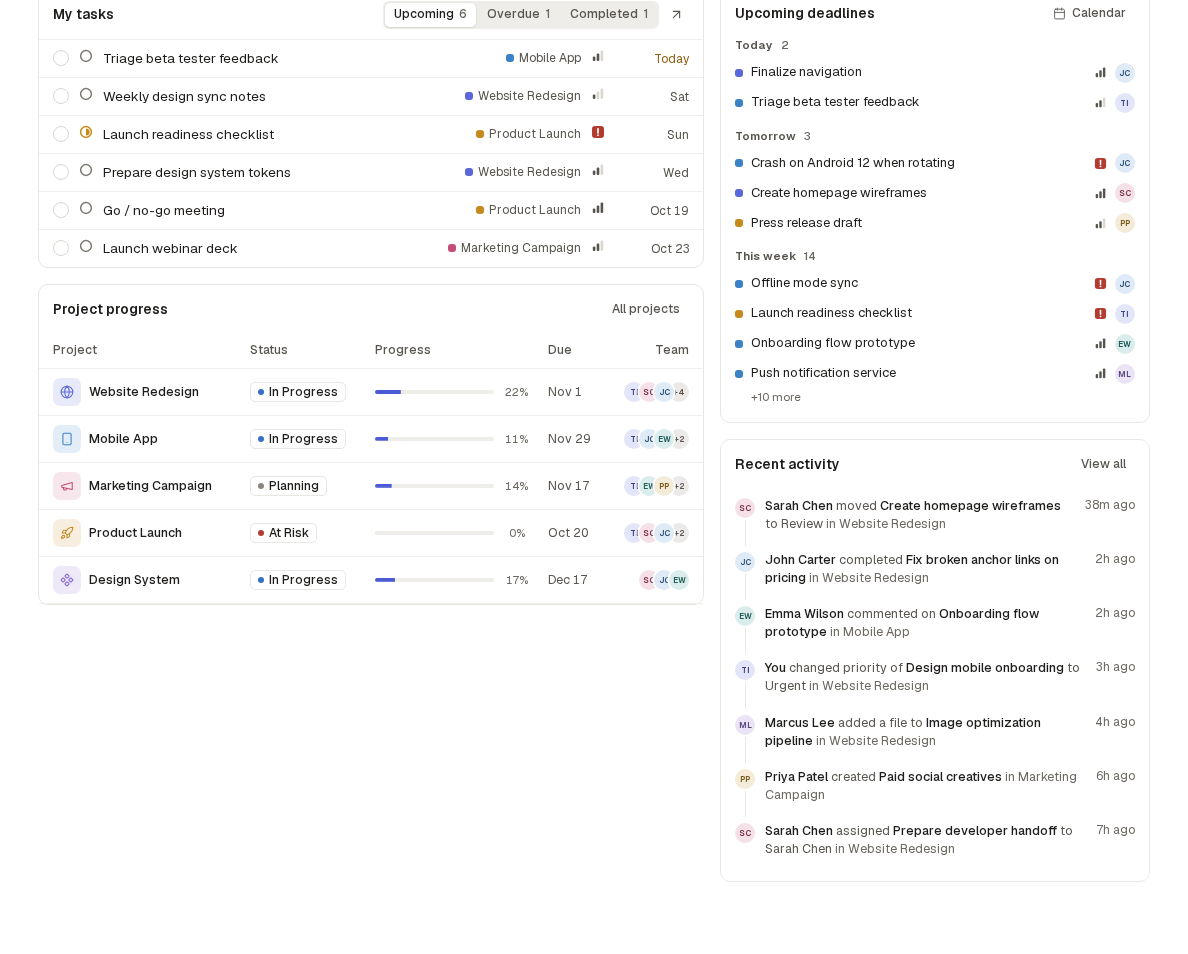 My tasks
Upcoming 6 Overdue 1 Completed 1
Triage beta tester feedback Mobile App Today
Weekly design sync notes Website Redesign Sat
Launch readiness checklist Product Launch Sun
Prepare design system tokens Website Redesign Wed
Go / no-go meeting Product Launch Oct 19
Launch webinar deck Marketing Campaign Oct 23
Project progress All projects
Project Status Progress Due Team
Website Redesign In Progress 22% Nov 1 SC JC +4
Mobile App In Progress 11% Nov 29 EW +2
Marketing Campaign Planning 14% Nov 17 PP +2
Product Launch At Risk 0% Oct 20 JC +2
Design System In Progress 17% Dec 17 EW
Upcoming deadlines Calendar
Today 2
Finalize navigation JC
Triage beta tester feedback TI
Tomorrow 3
Crash on Android 12 when rotating JC
Create homepage wireframes SC
Press release draft PP
This week 14
Offline mode sync JC
Launch readiness checklist TI
Onboarding flow prototype EW
Push notification service ML
+10 more
Recent activity View all
SC Sarah Chen moved Create homepage wireframes 38m ago
to Review in Website Redesign
JC John Carter completed Fix broken anchor links on 2h ago
pricing in Website Redesign
EW Emma Wilson commented on Onboarding flow 2h ago
prototype in Mobile App
TI You changed priority of Design mobile onboarding to 3h ago
Urgent in Website Redesign
ML Marcus Lee added a file to Image optimization 4h ago
pipeline in Website Redesign
PP Priya Patel created Paid social creatives in Marketing 6h ago
Campaign
SC Sarah Chen assigned Prepare developer handoff to 7h ago
Sarah Chen in Website Redesign